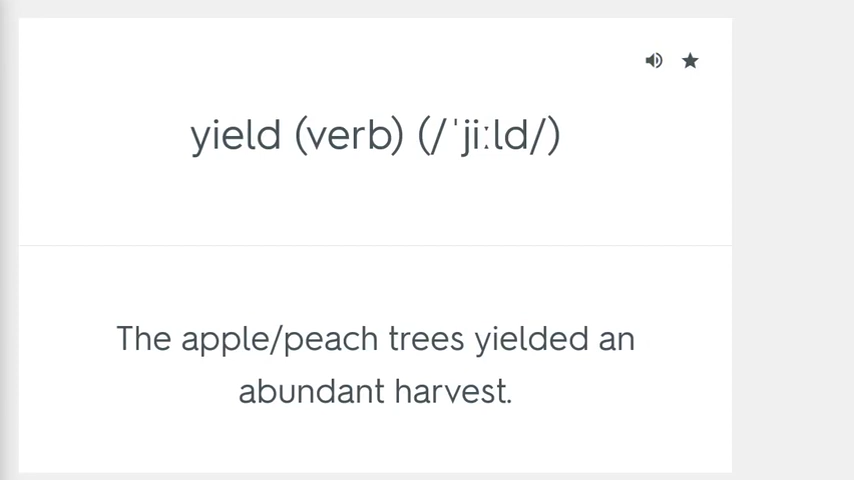 yield (verb) (/ˈjiːld/)
The apple/peach trees yielded an
abundant harvest.